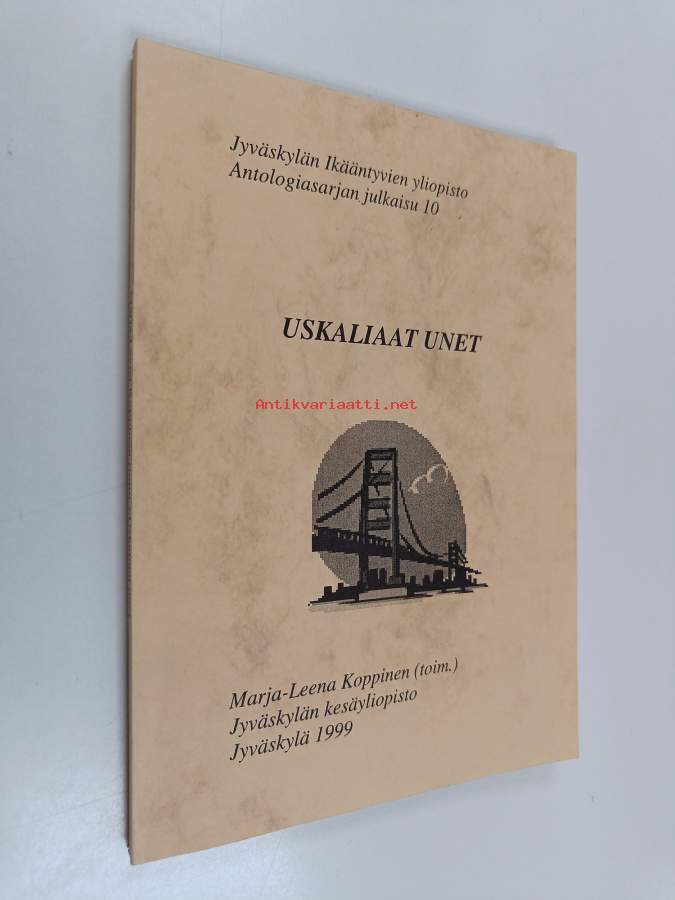 Jyväskylän Ikääntyvien yliopisto
Antologiasarjan julkaisu 10
USKALIAAT UNET
Antikvariaatti.net
Marja-Leena Koppinen (toim.)
Jyväskylän kesäyliopisto
Jyväskylä 1999